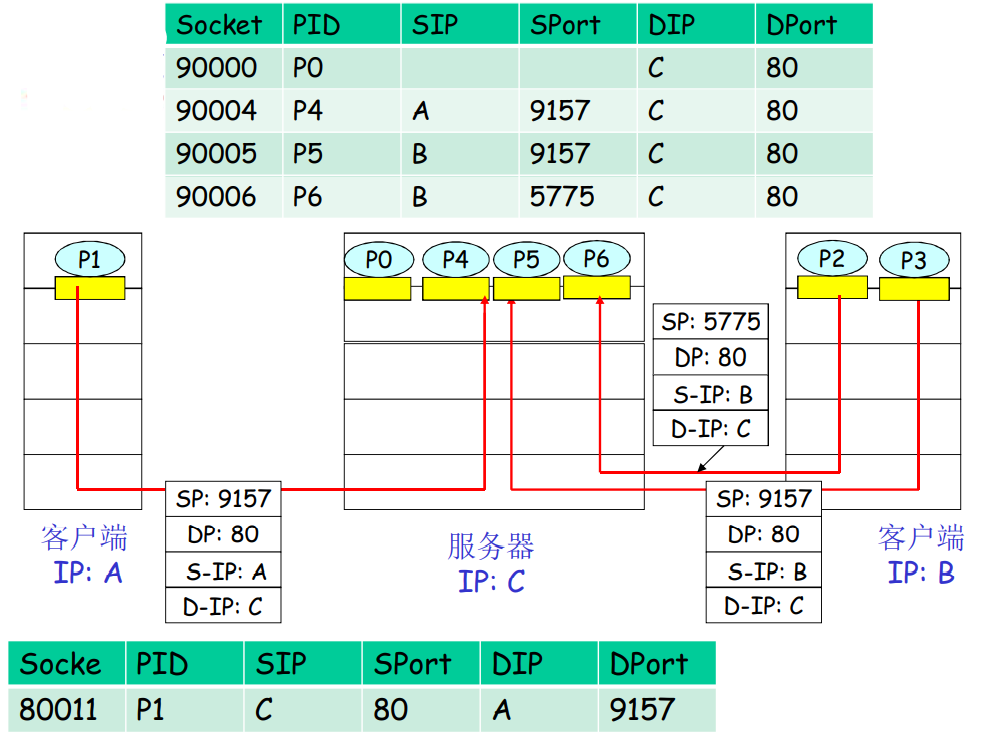 Socket PID SIP SPort DIP DPort
90000 P0 C 80
90004 P4 A 9157 C 80
90005 P5 B 9157 C 80
90006 P6 B 5775 C 80
P1
P0 P4 P5 P6
P2 P3
SP: 5775
DP: 80
S-IP: B
D-IP: C
SP: 9157
DP: 80
S-IP: A
D-IP: C
SP: 9157
DP: 80
S-IP: B
D-IP: C
客户端
IP: A
服务器
IP: C
客户端
IP: B
Socke PID SIP SPort DIP DPort
80011 P1 C 80 A 9157